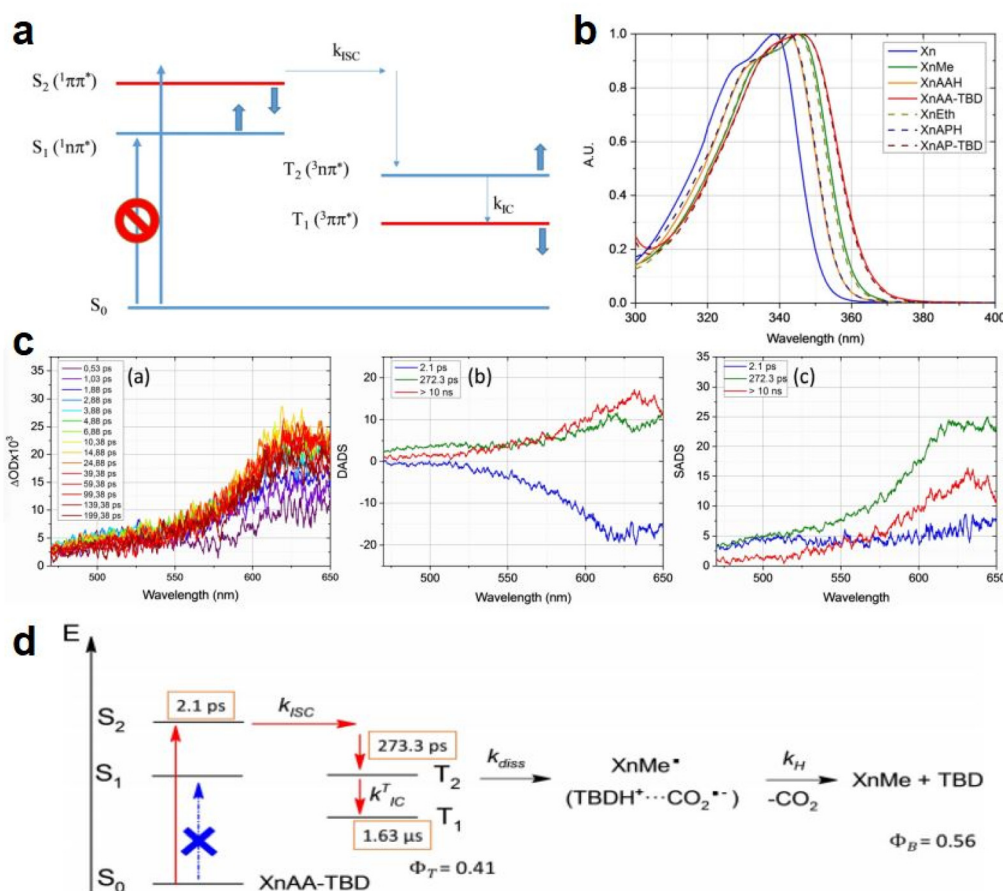 a
k_ISC
S₂ (¹ππ*)
S₁ (¹nπ*)
T₂ (³nπ*)
k_IC
T₁ (³ππ*)
S₀
b
A.U.
1.0
0.8
0.6
0.4
0.2
0.0
Xn
XnMe
XnAAH
XnAA-TBD
XnEth
XnAPH
XnAP-TBD
300 320 340 360 380 400
Wavelength (nm)
c
(a)
ΔODx10³
35
30
25
20
15
10
5
0
0,53 ps
1,03 ps
1,88 ps
2,88 ps
3,88 ps
4,88 ps
6,88 ps
10,38 ps
14,88 ps
24,88 ps
39,38 ps
59,38 ps
99,38 ps
139,38 ps
199,38 ps
500 550 600 650
Wavelength (nm)
(b)
DADS
20
10
0
-10
-20
2.1 ps
272.3 ps
> 10 ns
500 550 600 650
Wavelength (nm)
(c)
SADS
35
30
25
20
15
10
5
0
2.1 ps
272.3 ps
> 10 ns
500 550 600 650
Wavelength
d
E
S₂
2.1 ps
k_ISC
273.3 ps
S₁
T₂
k^T_IC
T₁
1.63 μs
k_diss
XnMe•
(TBDH⁺···CO₂•⁻)
k_H
-CO₂
XnMe + TBD
Φ_T = 0.41
Φ_B = 0.56
S₀
XnAA-TBD